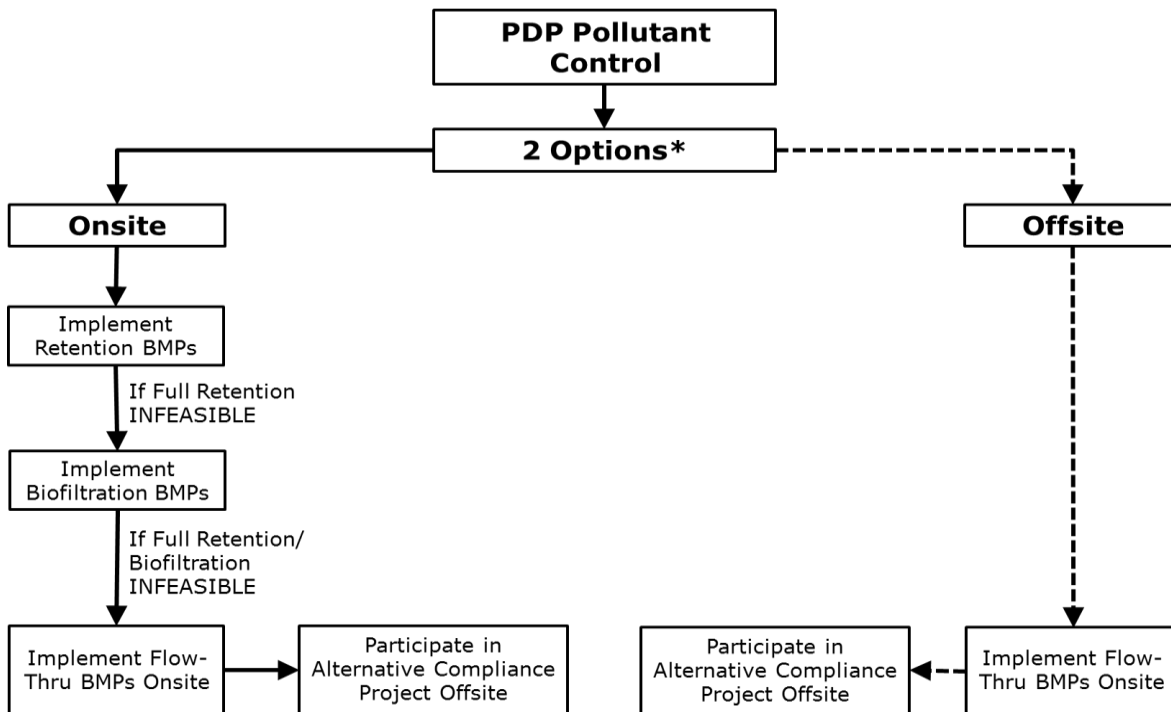 PDP Pollutant
Control
2 Options*
Onsite
Offsite
Implement
Retention BMPs
If Full Retention
INFEASIBLE
Implement
Biofiltration BMPs
If Full Retention/
Biofiltration
INFEASIBLE
Implement Flow-
Thru BMPs Onsite
Participate in
Alternative Compliance
Project Offsite
Participate in
Alternative Compliance
Project Offsite
Implement Flow-
Thru BMPs Onsite